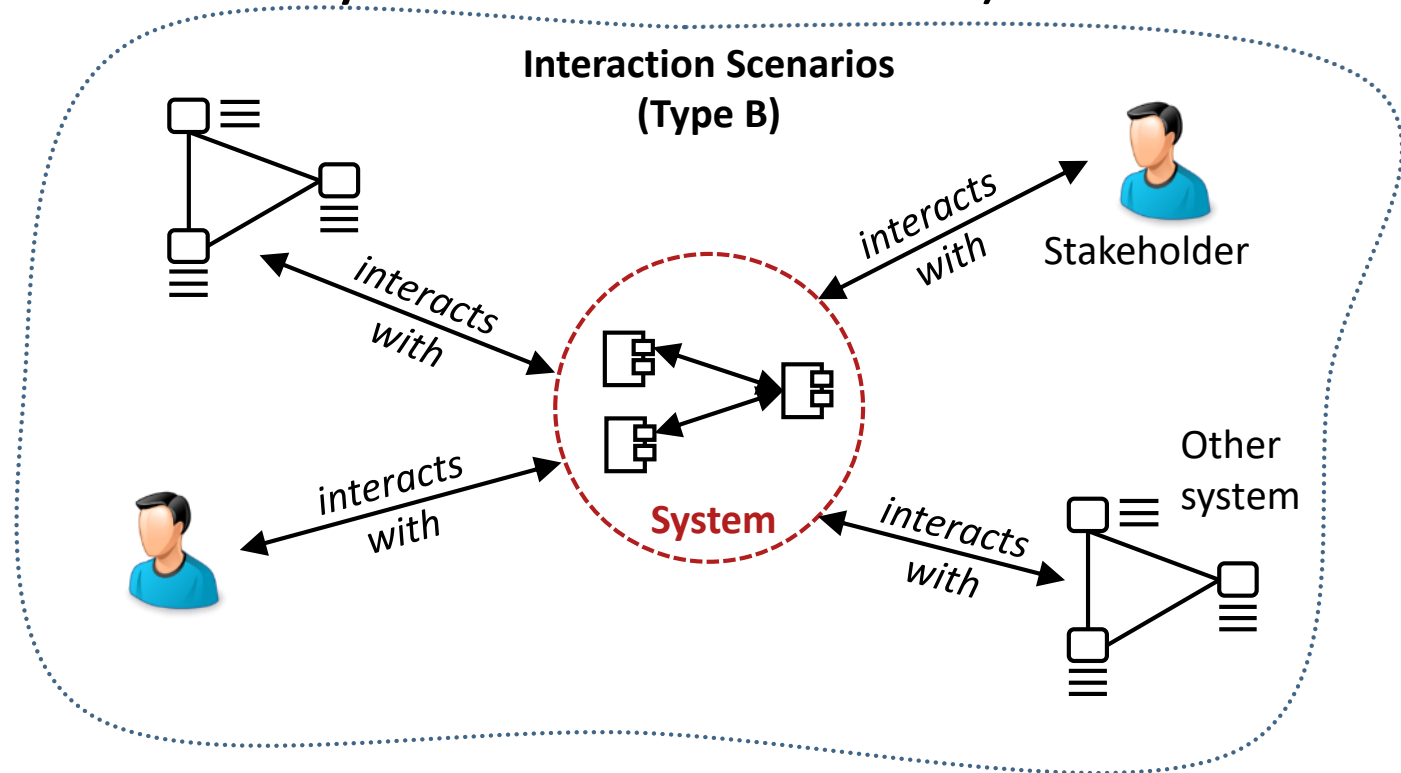 Interaction Scenarios
(Type B)
interacts
with
Stakeholder
interacts
with
interacts
with
System
Other
system
interacts
with